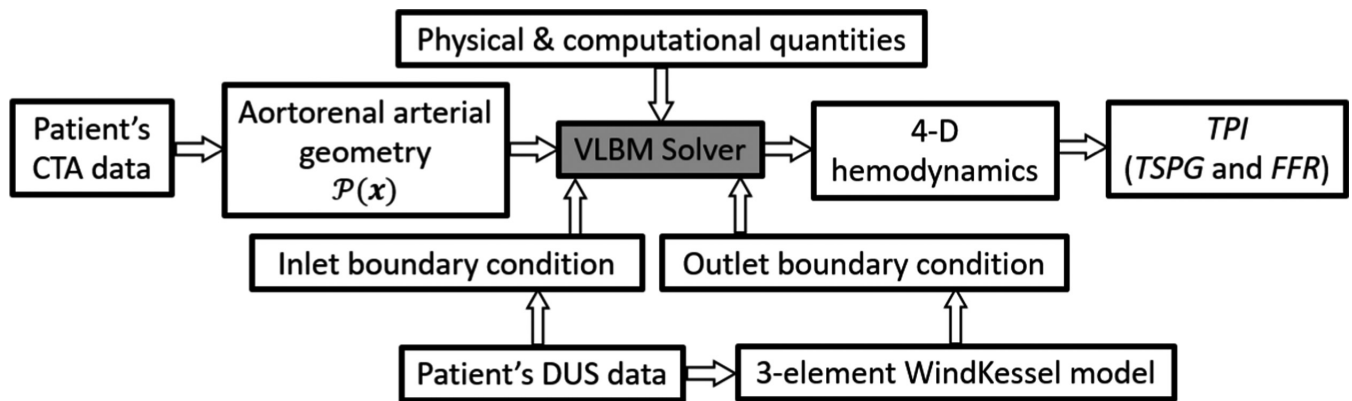 Physical & computational quantities
Patient's
CTA data
Aortorenal arterial
geometry
𝒫(𝒙)
VLBM Solver
4-D
hemodynamics
TPI
(TSPG and FFR)
Inlet boundary condition
Outlet boundary condition
Patient's DUS data
3-element WindKessel model